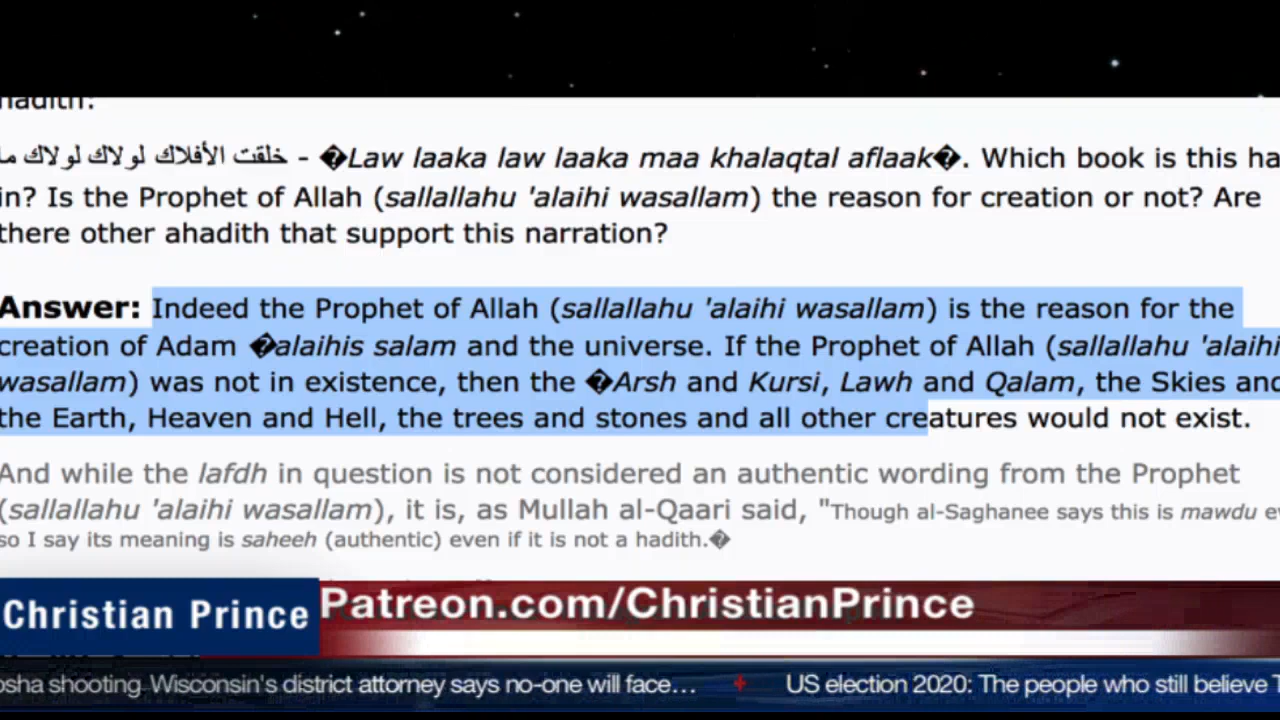 hadith:
خلقت الأفلاك لولاك لولاك ما - �Law laaka law laaka maa khalaqtal aflaak�. Which book is this ha
in? Is the Prophet of Allah (sallallahu 'alaihi wasallam) the reason for creation or not? Are
there other ahadith that support this narration?
Answer: Indeed the Prophet of Allah (sallallahu 'alaihi wasallam) is the reason for the
creation of Adam �alaihis salam and the universe. If the Prophet of Allah (sallallahu 'alaihi
wasallam) was not in existence, then the �Arsh and Kursi, Lawh and Qalam, the Skies and
the Earth, Heaven and Hell, the trees and stones and all other creatures would not exist.
And while the lafdh in question is not considered an authentic wording from the Prophet
(sallallahu 'alaihi wasallam), it is, as Mullah al-Qaari said, "Though al-Saghanee says this is mawdu ev
so I say its meaning is saheeh (authentic) even if it is not a hadith.�
Christian Prince
Patreon.com/ChristianPrince
osha shooting Wisconsin's district attorney says no-one will face… US election 2020: The people who still believe T